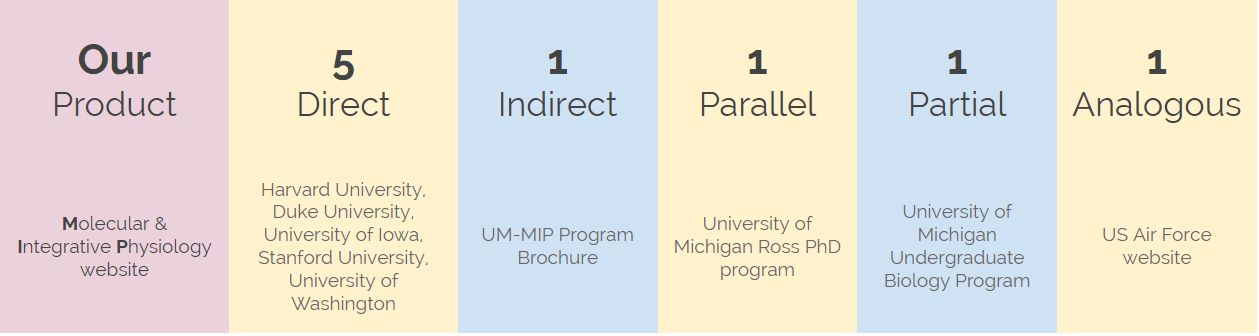 Our
Product
Molecular &
Integrative Physiology
website
5
Direct
Harvard University,
Duke University,
University of Iowa,
Stanford University,
University of
Washington
1
Indirect
UM-MIP Program
Brochure
1
Parallel
University of
Michigan Ross PhD
program
1
Partial
University of
Michigan
Undergraduate
Biology Program
1
Analogous
US Air Force
website